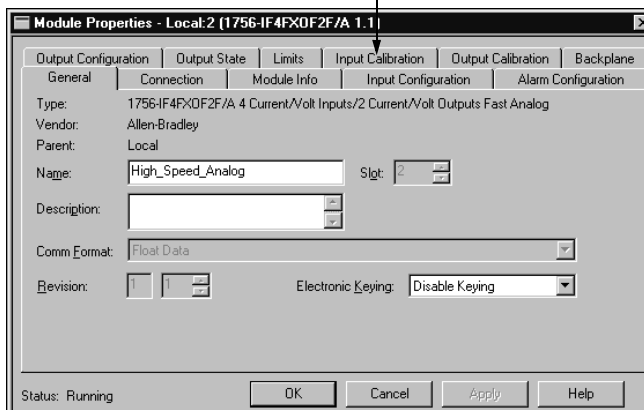 Module Properties - Local:2 (1756-IF4FXOF2F/A 1.1)
Output Configuration Output State Limits Input Calibration Output Calibration Backplane
General Connection Module Info Input Configuration Alarm Configuration
Type: 1756-IF4FXOF2F/A 4 Current/Volt Inputs/2 Current/Volt Outputs Fast Analog
Vendor: Allen-Bradley
Parent: Local
Name: High_Speed_Analog Slot: 2
Description:
Comm Format: Float Data
Revision: 1 1 Electronic Keying: Disable Keying
Status: Running OK Cancel Apply Help